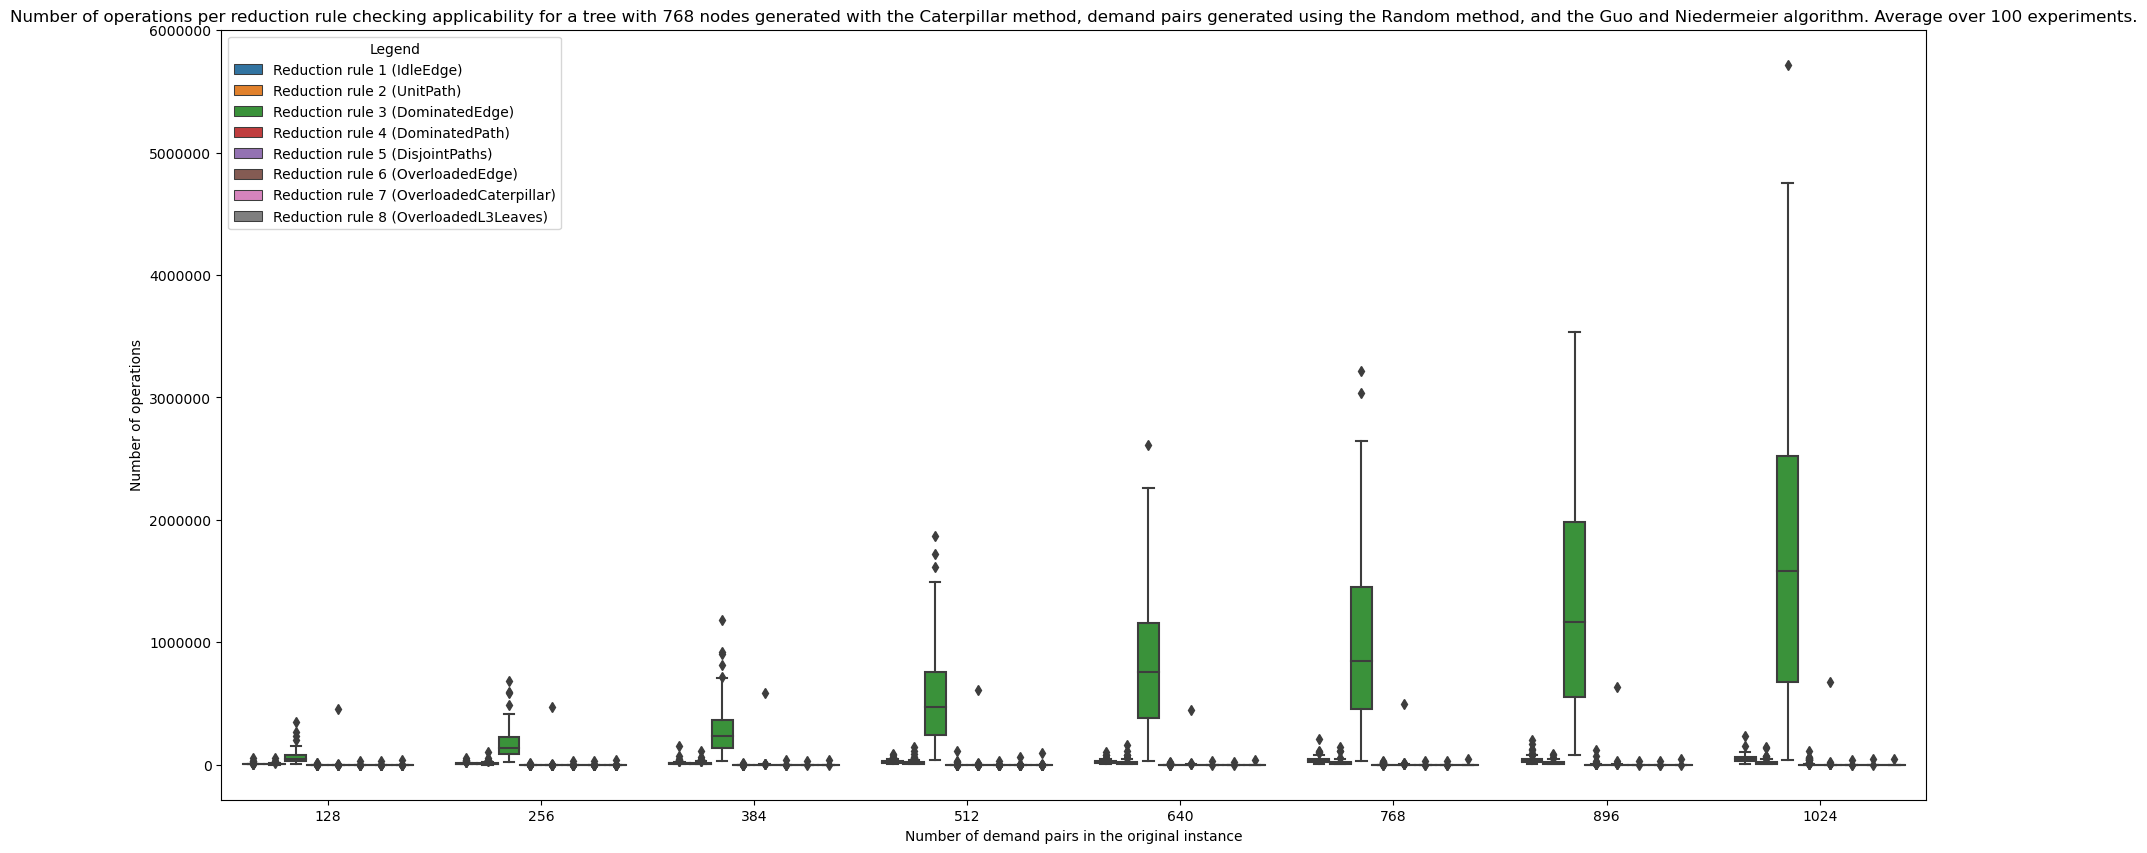 Number of operations per reduction rule checking applicability for a tree with 768 nodes generated with the Caterpillar method, demand pairs generated using the Random method, and the Guo and Niedermeier algorithm. Average over 100 experiments.
Legend
Reduction rule 1 (IdleEdge)
Reduction rule 2 (UnitPath)
Reduction rule 3 (DominatedEdge)
Reduction rule 4 (DominatedPath)
Reduction rule 5 (DisjointPaths)
Reduction rule 6 (OverloadedEdge)
Reduction rule 7 (OverloadedCaterpillar)
Reduction rule 8 (OverloadedL3Leaves)
Number of operations
6000000
5000000
4000000
3000000
2000000
1000000
0
128 256 384 512 640 768 896 1024
Number of demand pairs in the original instance